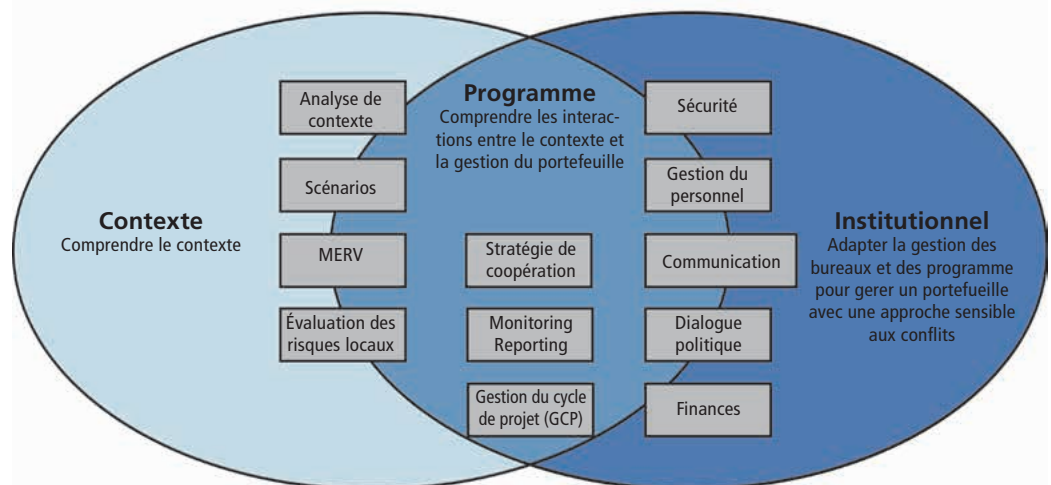 Contexte
Comprendre le contexte
Analyse de
contexte
Scénarios
MERV
Évaluation des
risques locaux
Programme
Comprendre les interac-
tions entre le contexte et
la gestion du portefeuille
Stratégie de
coopération
Monitoring
Reporting
Gestion du cycle
de projet (GCP)
Sécurité
Gestion du
personnel
Communication
Dialogue
politique
Finances
Institutionnel
Adapter la gestion des
bureaux et des programme
pour gerer un portefueille
avec une approche sensible
aux conflits